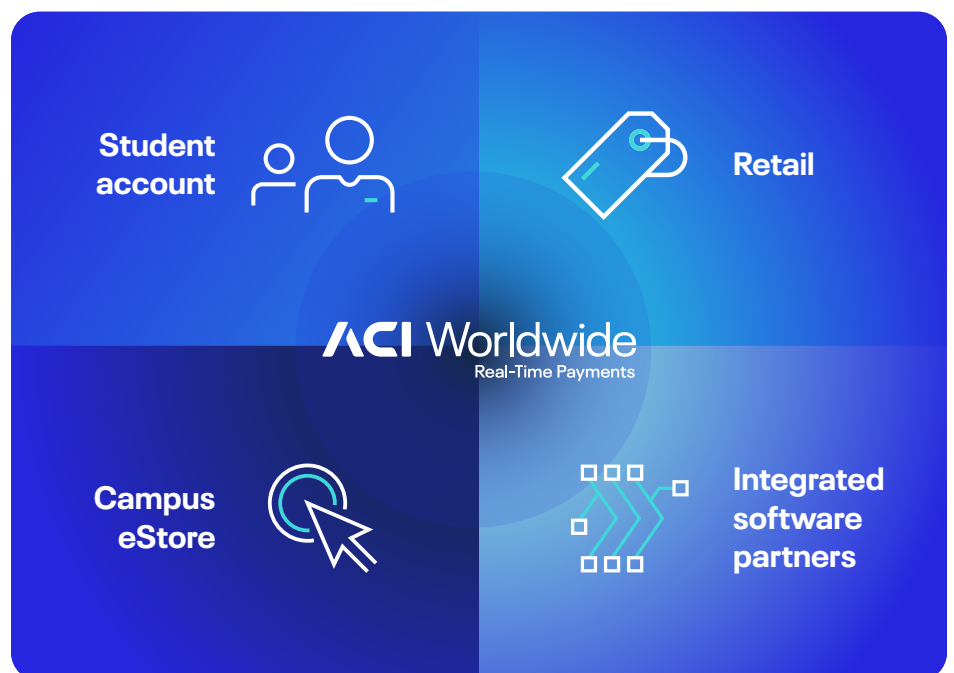 Student
account
Retail
ACI Worldwide
Real-Time Payments
Campus
eStore
Integrated
software
partners